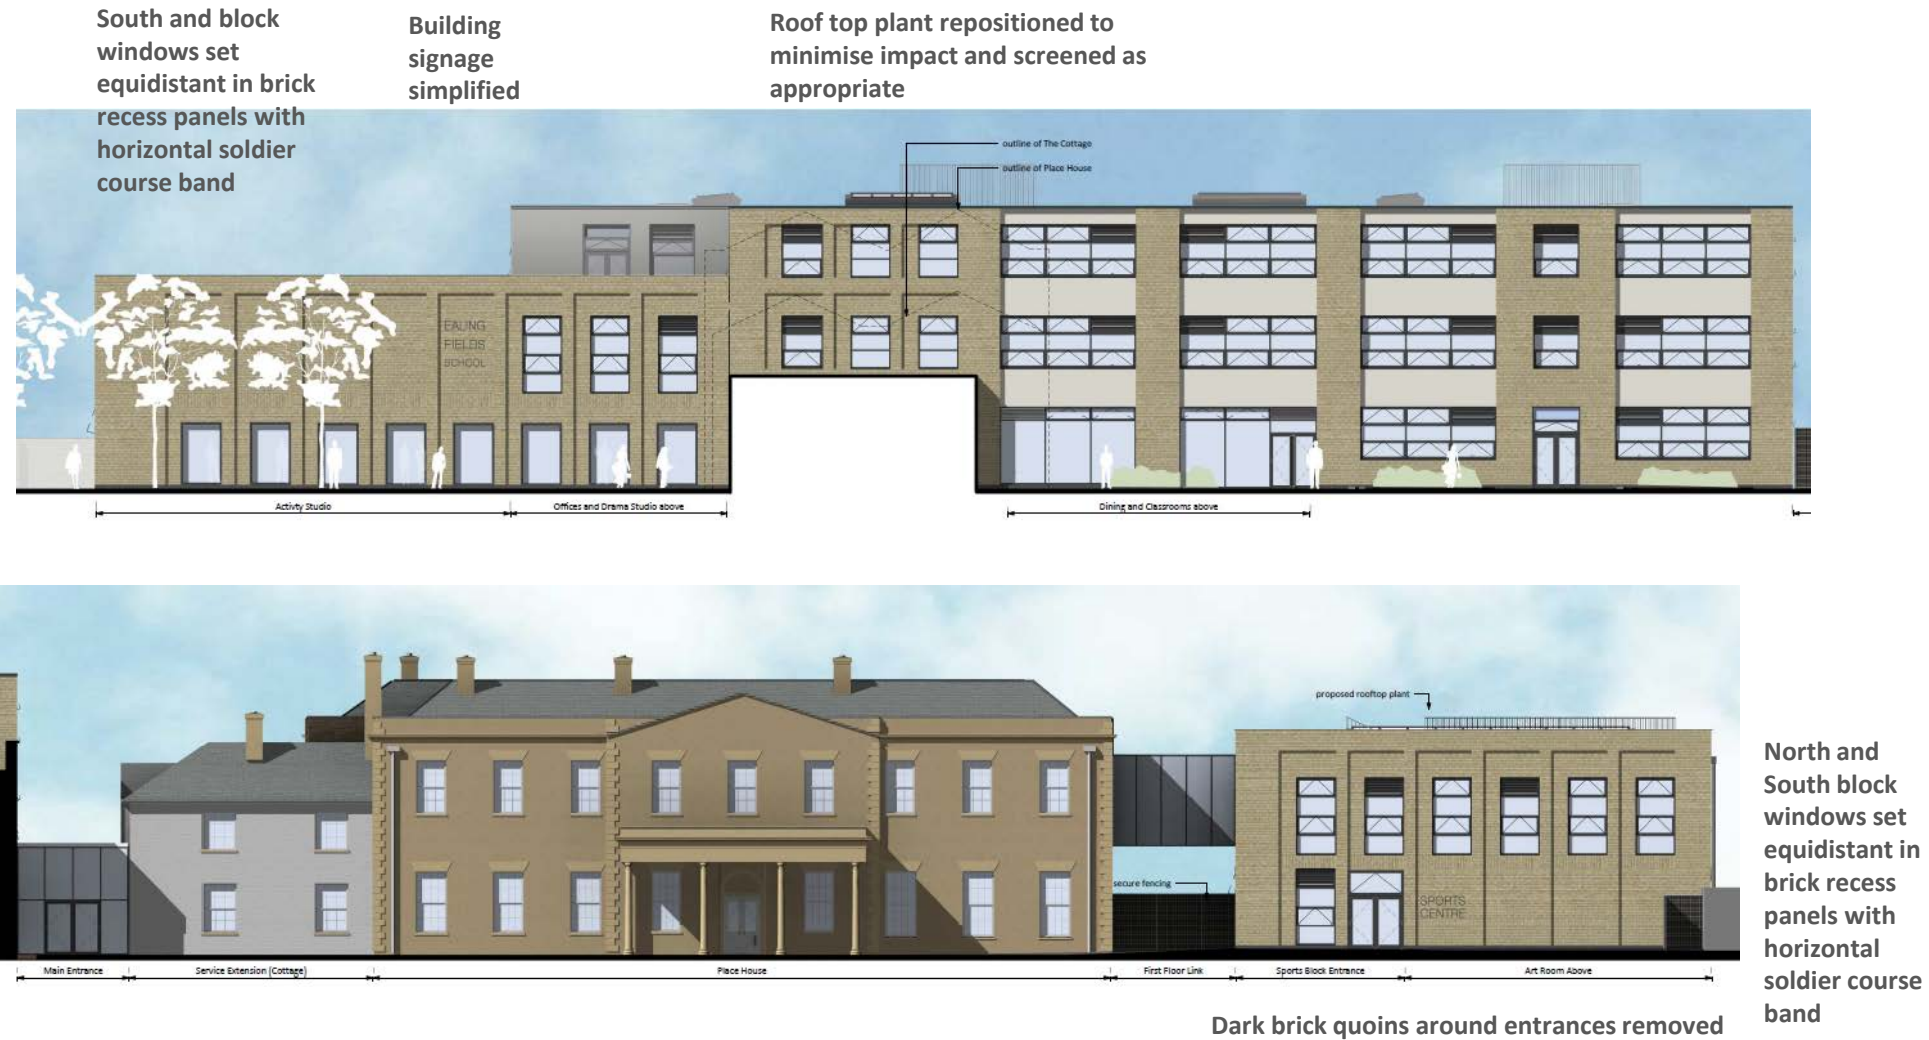 South and block
windows set
equidistant in brick
recess panels with
horizontal soldier
course band
Building
signage
simplified
Roof top plant repositioned to
minimise impact and screened as
appropriate
outline of The Cottage
outline of Place House
EALING
FIELDS
SCHOOL
Activty Studio
Offices and Drama Studio above
Dining and Classrooms above
proposed rooftop plant
secure fencing
SPORTS
CENTRE
Main Entrance
Service Extension (Cottage)
Place House
First Floor Link
Sports Block Entrance
Art Room Above
North and
South block
windows set
equidistant in
brick recess
panels with
horizontal
soldier course
band
Dark brick quoins around entrances removed